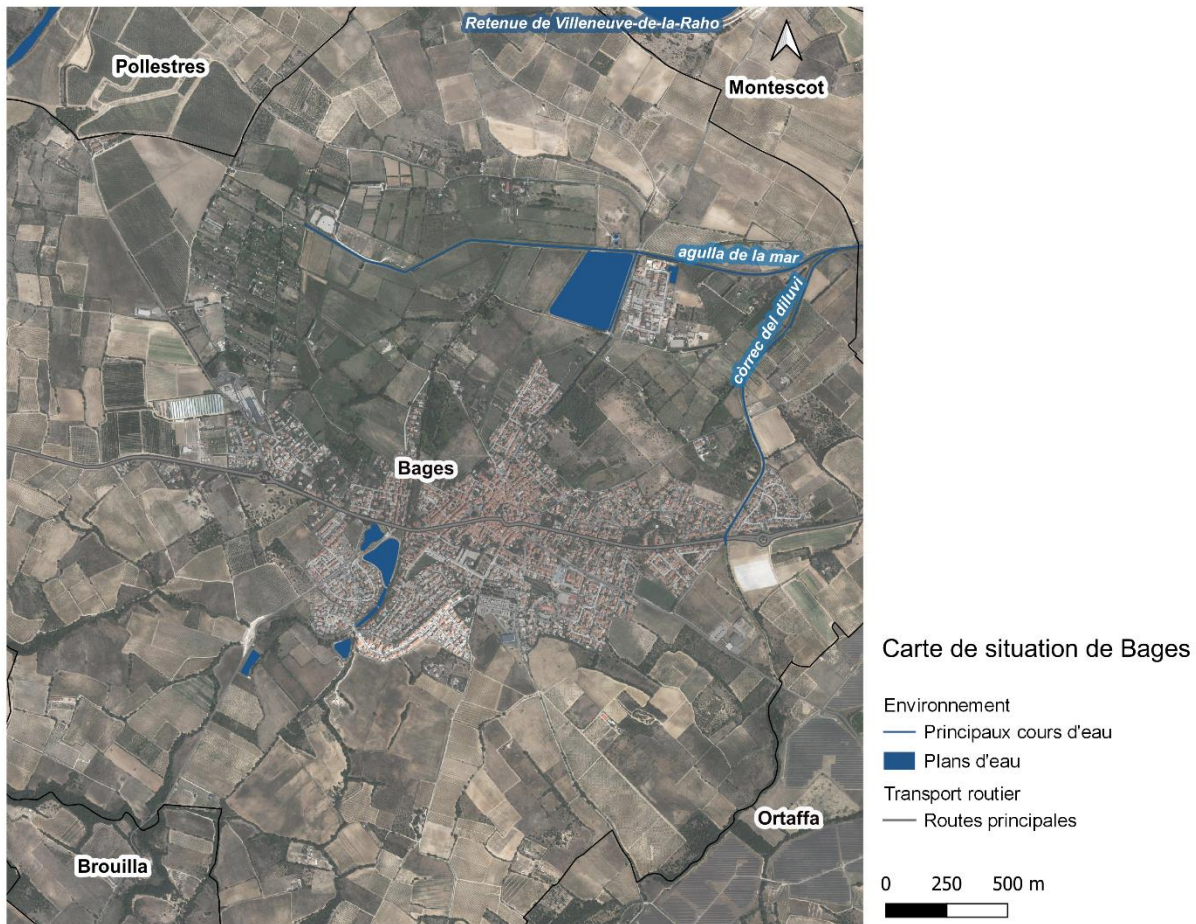 Retenue de Villeneuve-de-la-Raho
Pollestres
Montescot
agulla de la mar
còrrec del diluvi
Bages
Carte de situation de Bages
Environnement
Principaux cours d'eau
Plans d'eau
Transport routier
Routes principales
Ortaffa
Brouilla
0 250 500 m